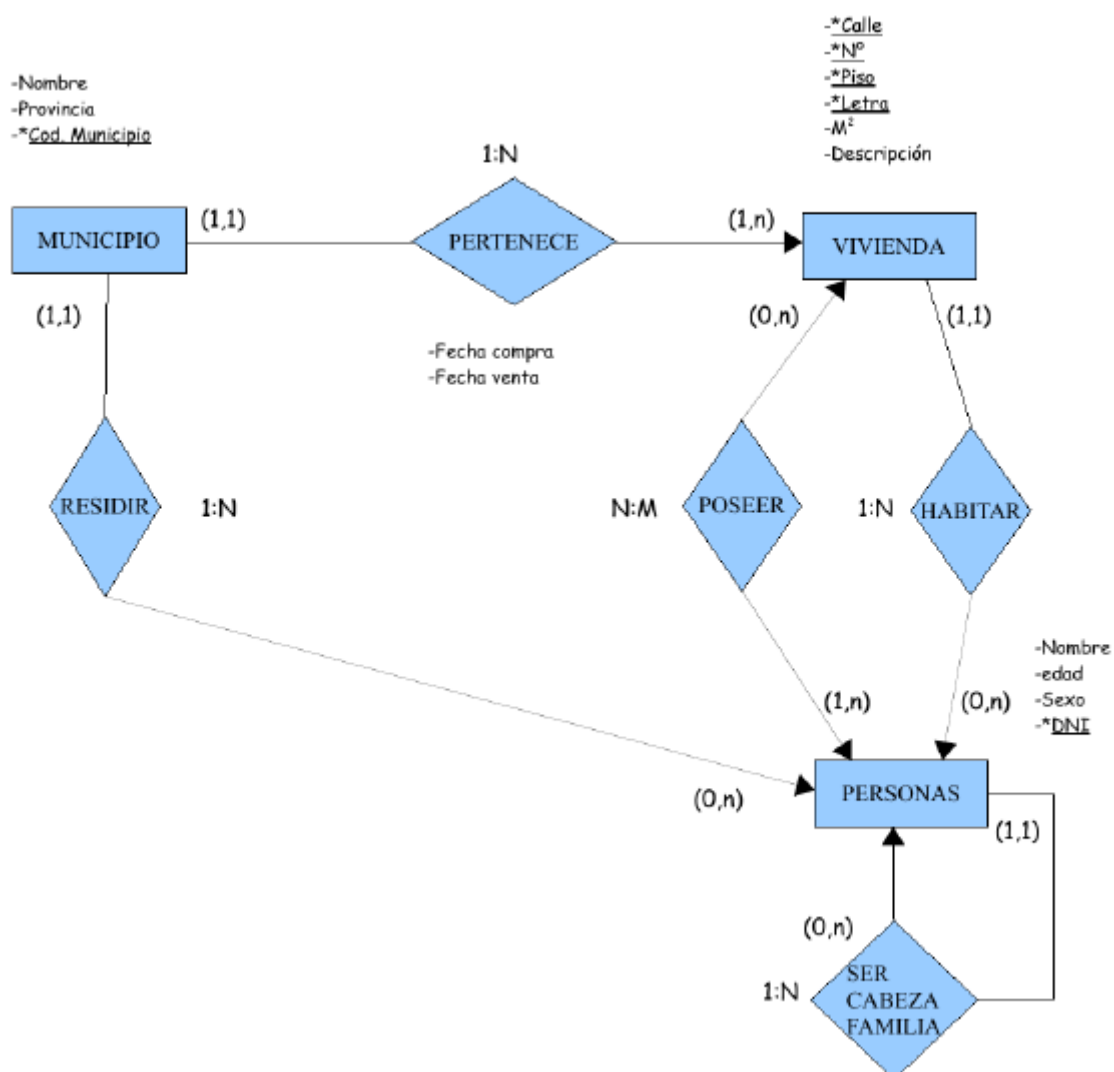 -*Calle
-*Nº
-*Piso
-*Letra
-M²
-Descripción
-Nombre
-Provincia
-*Cod. Municipio
1:N
MUNICIPIO
(1,1)
PERTENECE
(1,n)
VIVIENDA
(1,1)
(0,n)
(1,1)
-Fecha compra
-Fecha venta
RESIDIR
1:N
N:M
POSEER
1:N
HABITAR
-Nombre
-edad
-Sexo
-*DNI
(1,n)
(0,n)
(0,n)
PERSONAS
(1,1)
(0,n)
1:N
SER
CABEZA
FAMILIA